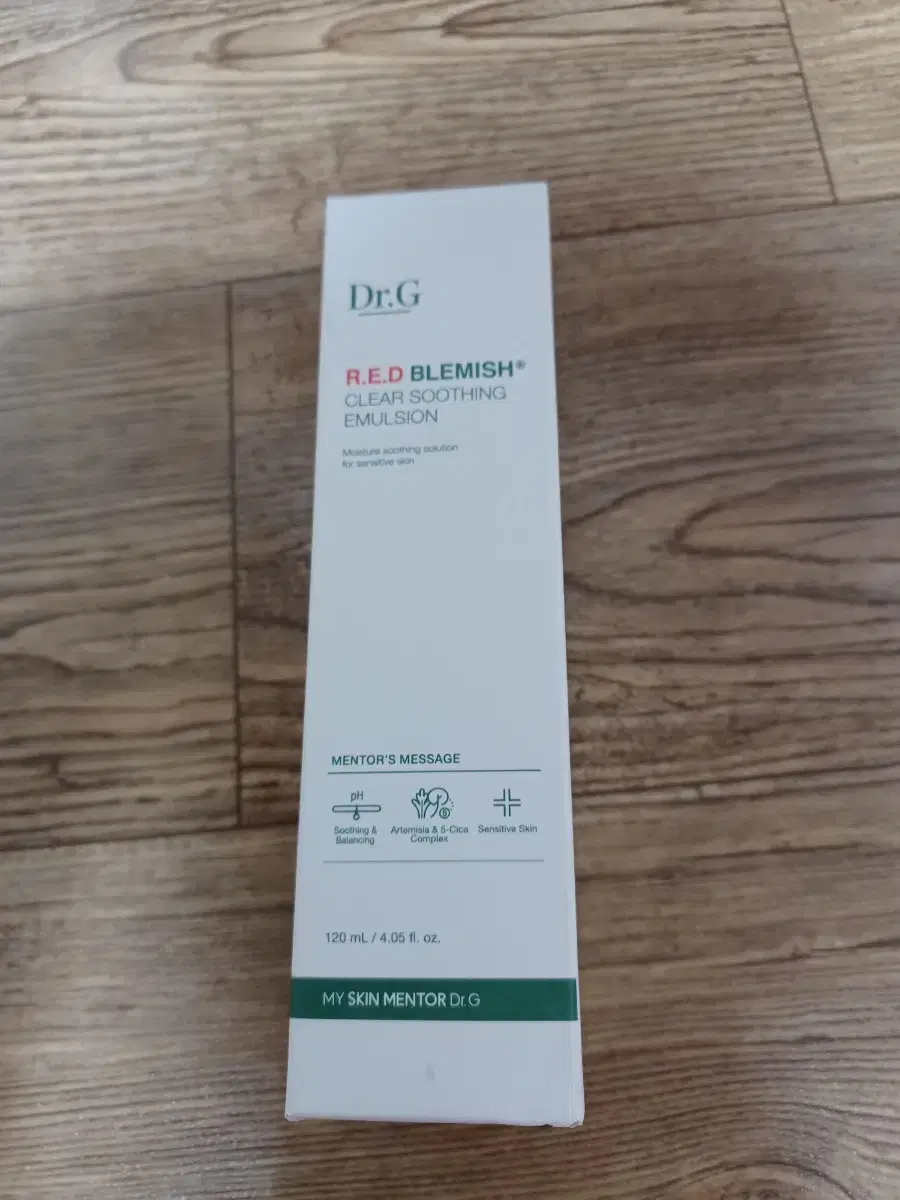 Dr.G
R.E.D BLEMISH®
CLEAR SOOTHING
EMULSION
Moisture soothing solution
for sensitive skin
MENTOR'S MESSAGE
pH
Soothing &
Balancing
5
Artemisia & 5-Cica
Complex
Sensitive Skin
120 mL / 4.05 fl. oz.
MY SKIN MENTOR Dr.G